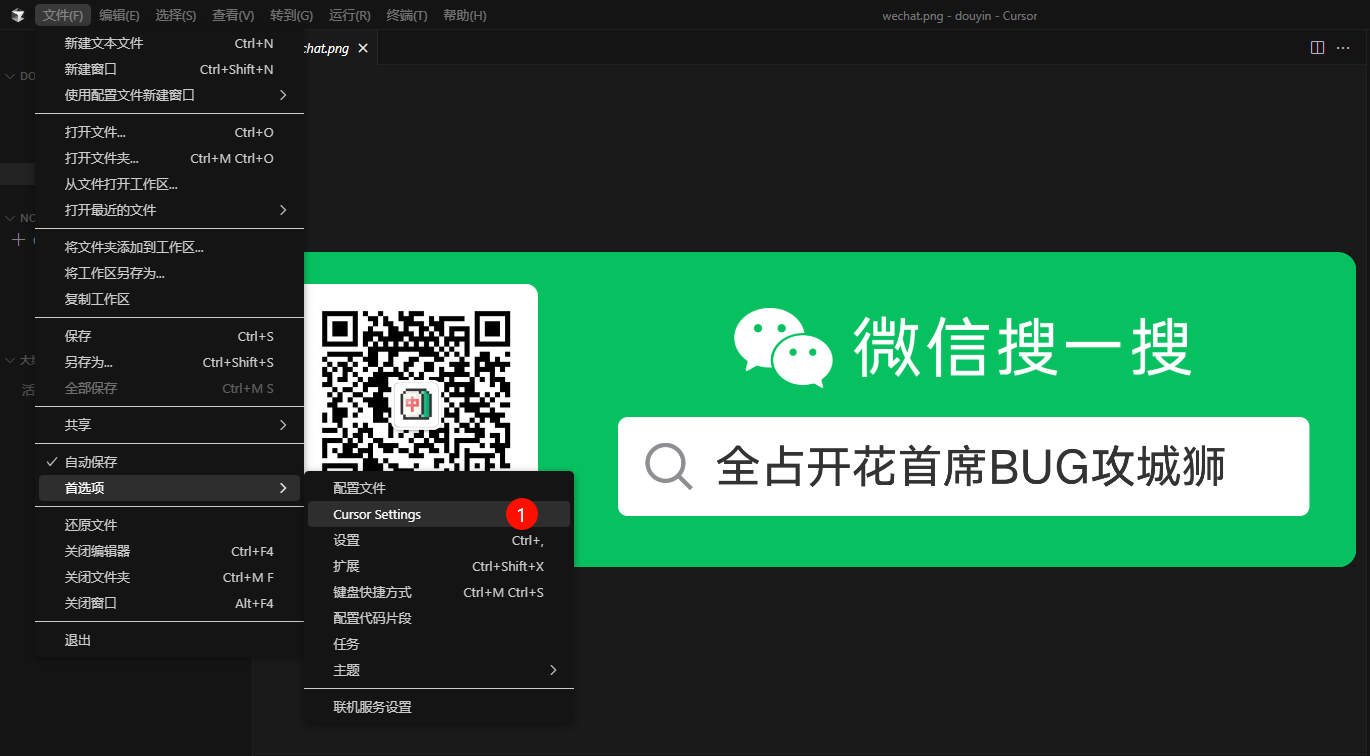 文件(F) 编辑(E) 选择(S) 查看(V) 转到(G) 运行(R) 终端(T) 帮助(H) wechat.png - douyin - Cursor
新建文本文件 Ctrl+N
chat.png ×
新建窗口 Ctrl+Shift+N
DO
使用配置文件新建窗口
打开文件... Ctrl+O
打开文件夹... Ctrl+M Ctrl+O
从文件打开工作区...
打开最近的文件
NO
将文件夹添加到工作区...
将工作区另存为...
复制工作区
保存 Ctrl+S
另存为... Ctrl+Shift+S
大
全部保存 Ctrl+M S
活
共享
自动保存
首选项
还原文件
关闭编辑器 Ctrl+F4
关闭文件夹 Ctrl+M F
关闭窗口 Alt+F4
退出
配置文件
Cursor Settings 1
设置 Ctrl+,
扩展 Ctrl+Shift+X
键盘快捷方式 Ctrl+M Ctrl+S
配置代码片段
任务
主题
联机服务设置
微信搜一搜
中
全占开花首席BUG攻城狮